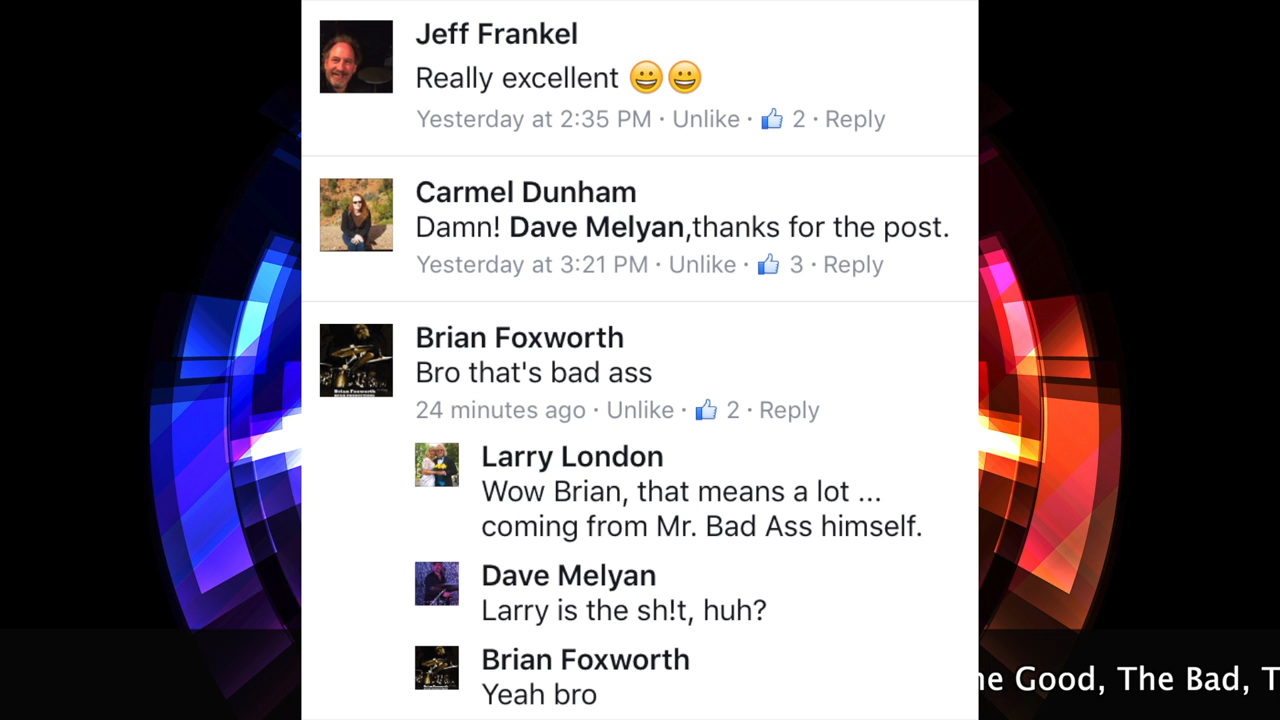 Jeff Frankel
Really excellent 😀😀
Yesterday at 2:35 PM · Unlike · 2 · Reply
Carmel Dunham
Damn! Dave Melyan,thanks for the post.
Yesterday at 3:21 PM · Unlike · 3 · Reply
Brian Foxworth
Bro that's bad ass
24 minutes ago · Unlike · 2 · Reply
Larry London
Wow Brian, that means a lot ...
coming from Mr. Bad Ass himself.
Dave Melyan
Larry is the sh!t, huh?
Brian Foxworth
Yeah bro
Good, The Bad,